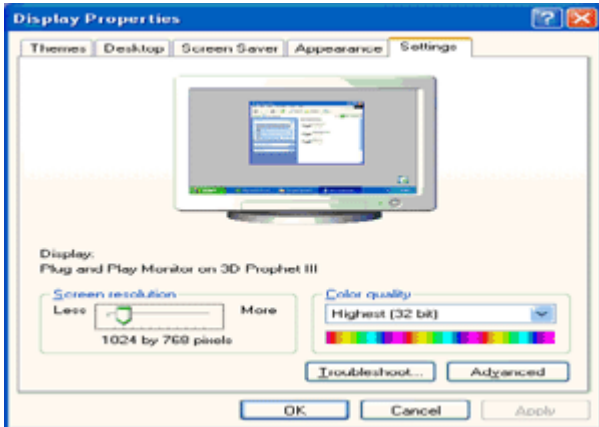 Display Properties
Themes Desktop Screen Saver Appearance Settings
Display:
Plug and Play Monitor on 3D Prophet III
Screen resolution
Less More
1024 by 768 pixels
Color quality
Highest (32 bit)
Troubleshoot... Advanced
OK Cancel Apply